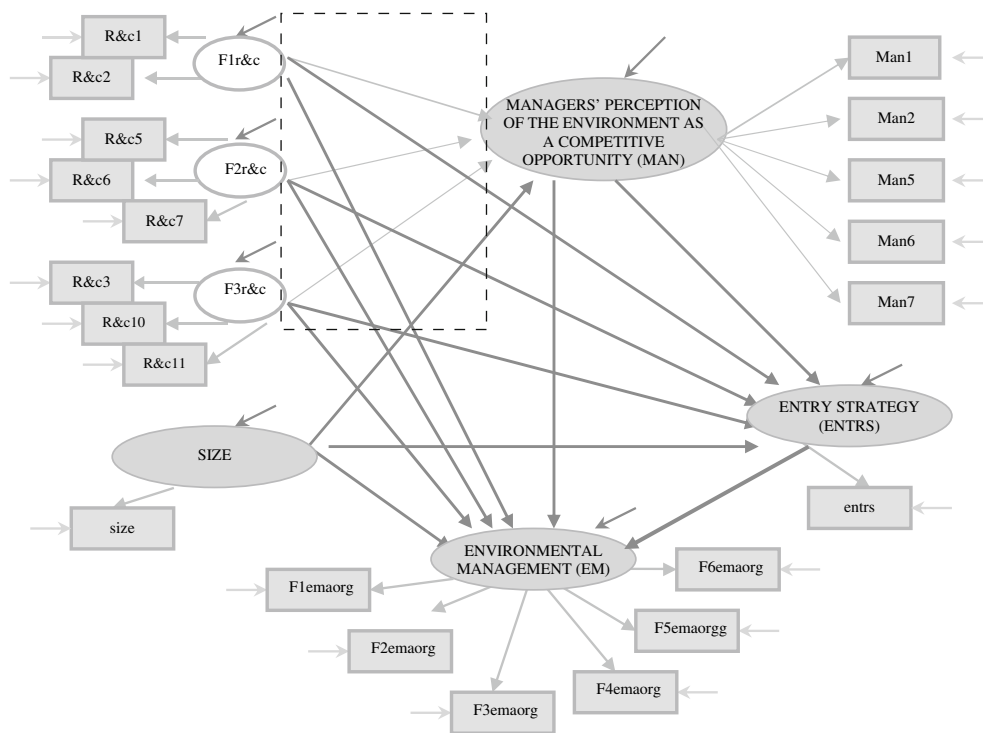 R&c1
R&c2
F1r&c
R&c5
R&c6
R&c7
F2r&c
R&c3
R&c10
R&c11
F3r&c
MANAGERS' PERCEPTION
OF THE ENVIRONMENT AS
A COMPETITIVE
OPPORTUNITY (MAN)
Man1
Man2
Man5
Man6
Man7
ENTRY STRATEGY
(ENTRS)
entrs
SIZE
size
ENVIRONMENTAL
MANAGEMENT (EM)
F1emaorg
F2emaorg
F3emaorg
F4emaorg
F5emaorgg
F6emaorg